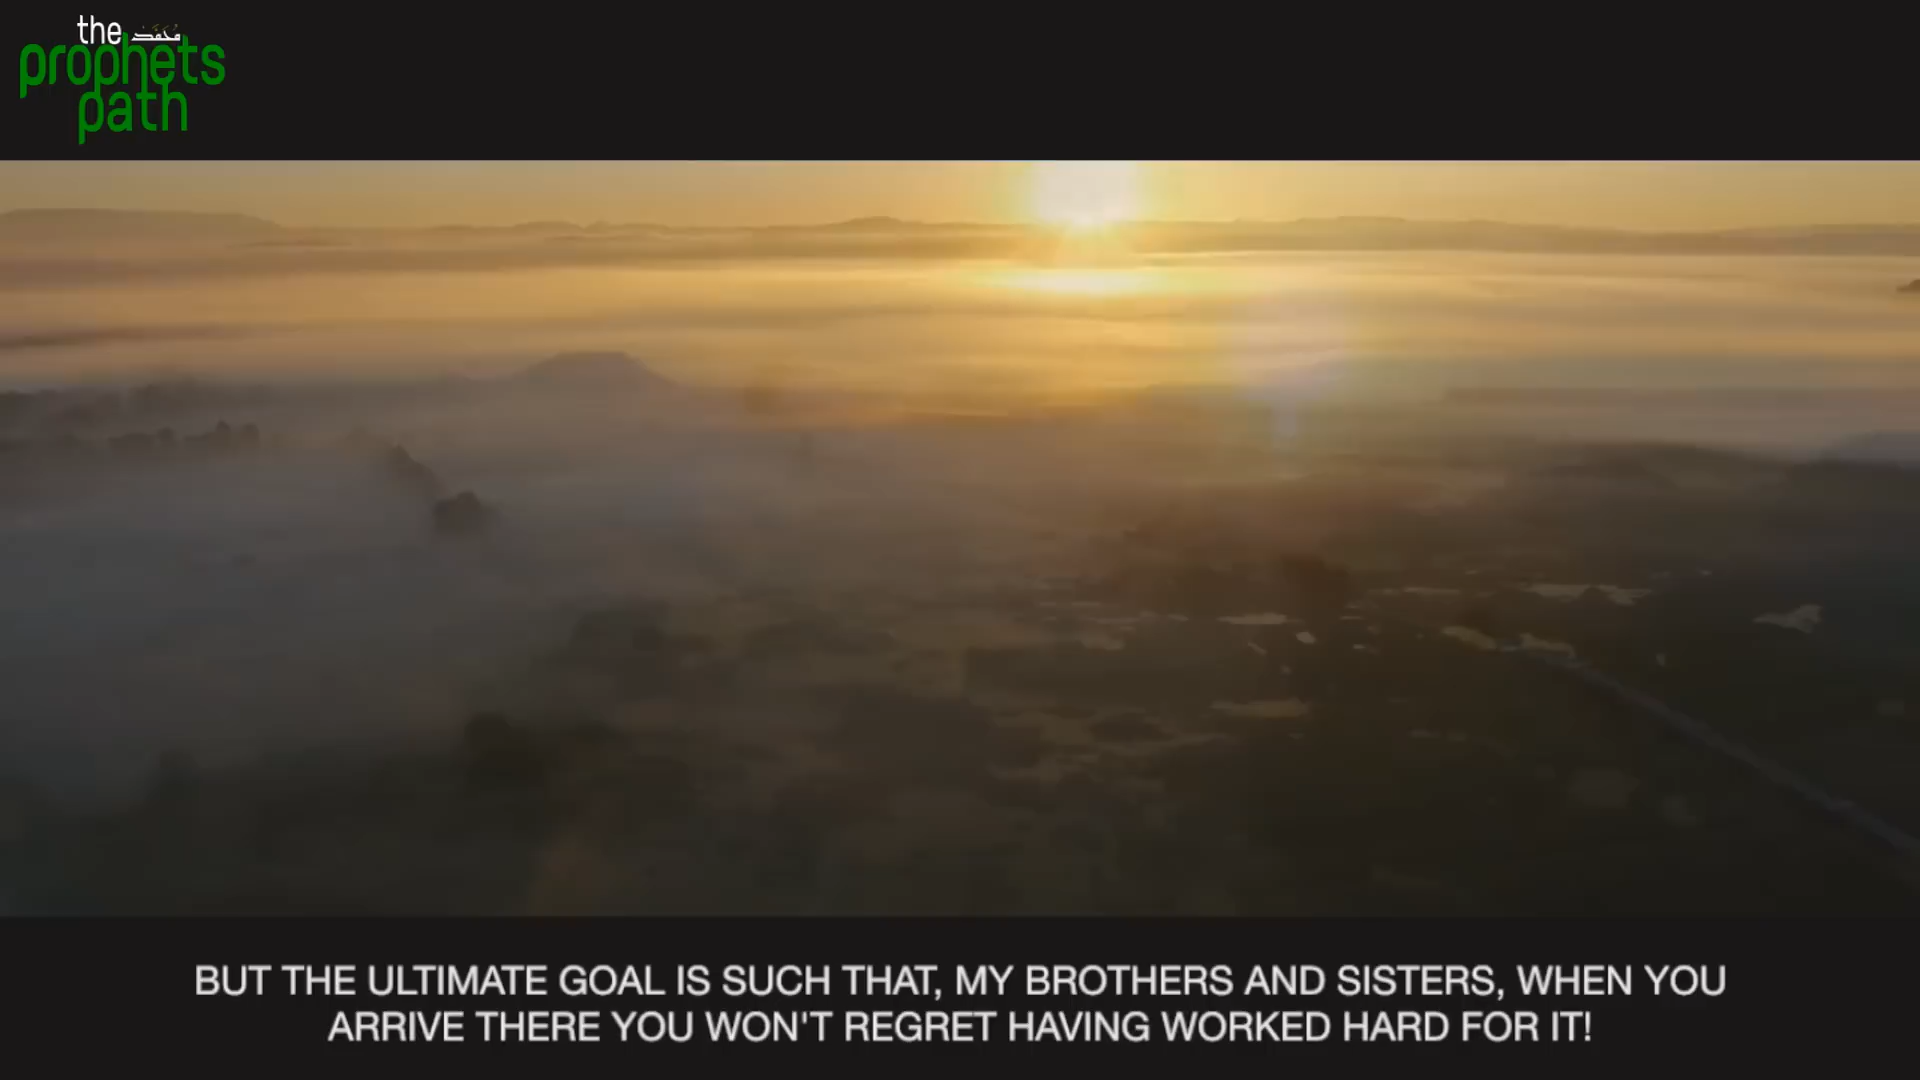 the مُحَمَّد
prophets
path
BUT THE ULTIMATE GOAL IS SUCH THAT, MY BROTHERS AND SISTERS, WHEN YOU
ARRIVE THERE YOU WON'T REGRET HAVING WORKED HARD FOR IT!